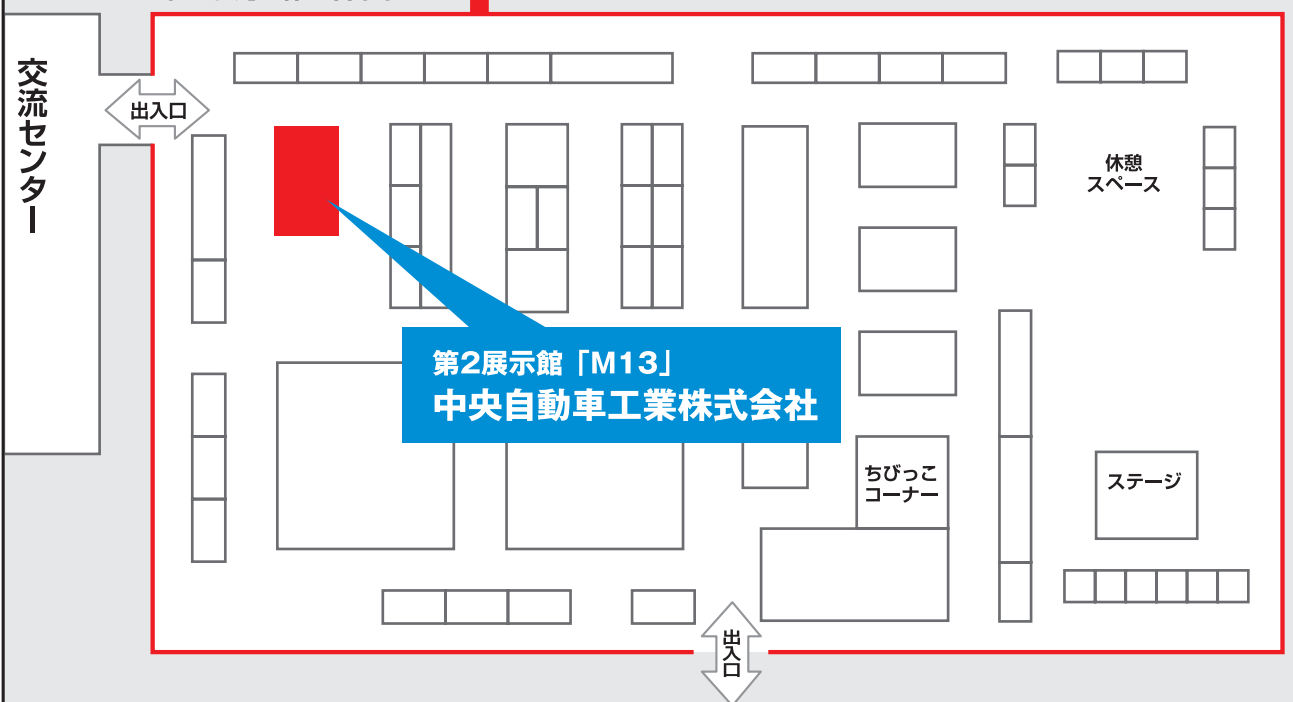 交流センター
出入口
休憩
スペース
第2展示館「M13」
中央自動車工業株式会社
ちびっこ
コーナー
ステージ
出入口